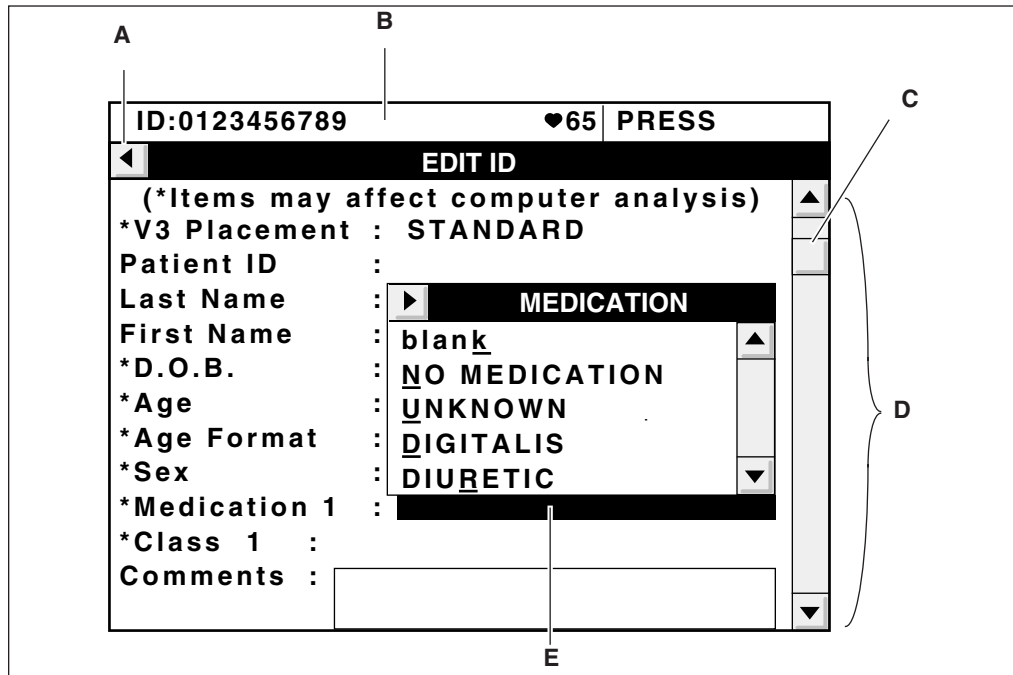 A
B
C
ID:0123456789 ♥65 PRESS
EDIT ID
(*Items may affect computer analysis)
*V3 Placement : STANDARD
Patient ID :
Last Name :
MEDICATION
First Name :
blank
*D.O.B. :
NO MEDICATION
*Age :
UNKNOWN
D
*Age Format :
DIGITALIS
*Sex :
DIURETIC
*Medication 1 :
*Class 1 :
Comments :
E